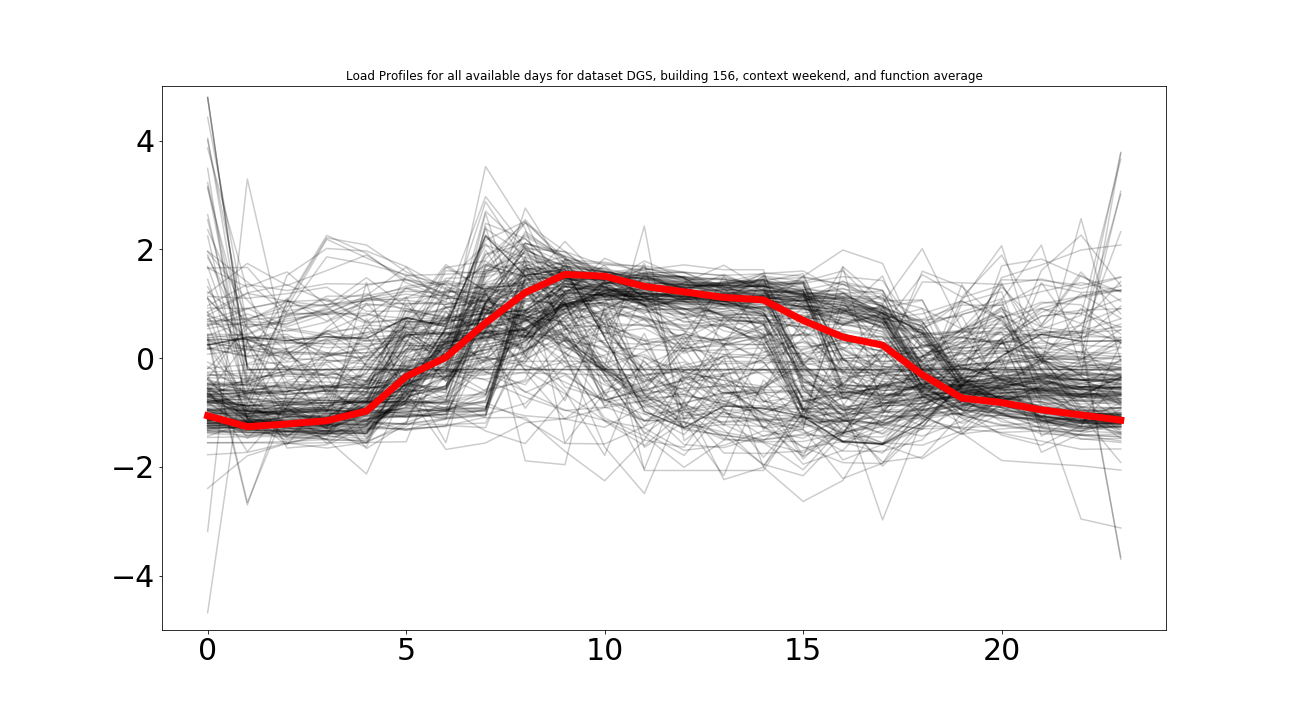 Load Profiles for all available days for dataset DGS, building 156, context weekend, and function average
4
2
0
−2
−4
0 5 10 15 20